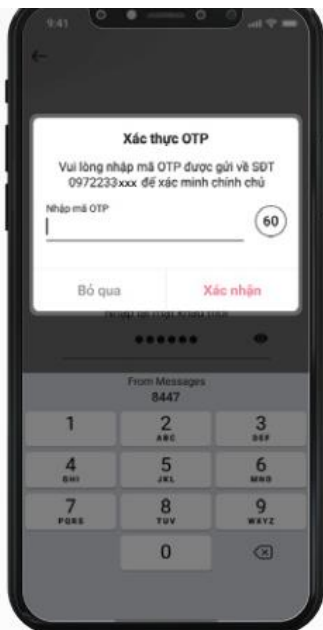 9:41
Xác thực OTP
Vui lòng nhập mã OTP được gửi về SĐT
0972233xxx để xác minh chính chủ
Nhập mã OTP
60
Bỏ qua
Xác nhận
From Messages
8447
1
2
ABC
3
DEF
4
GHI
5
JKL
6
MNO
7
PQRS
8
TUV
9
WXYZ
0